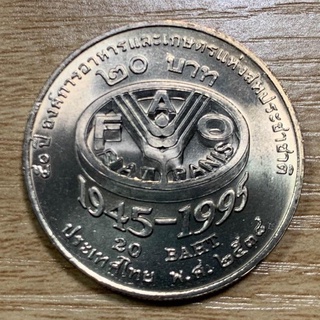 ๕๐ ปี องค์การอาหารและเกษตรแห่งสหประชาชาติ
๒๐ บาท
F A O
FIAT PANIS
1945-1995
20 BAHT
ประเทศไทย พ.ศ. ๒๕๓๘